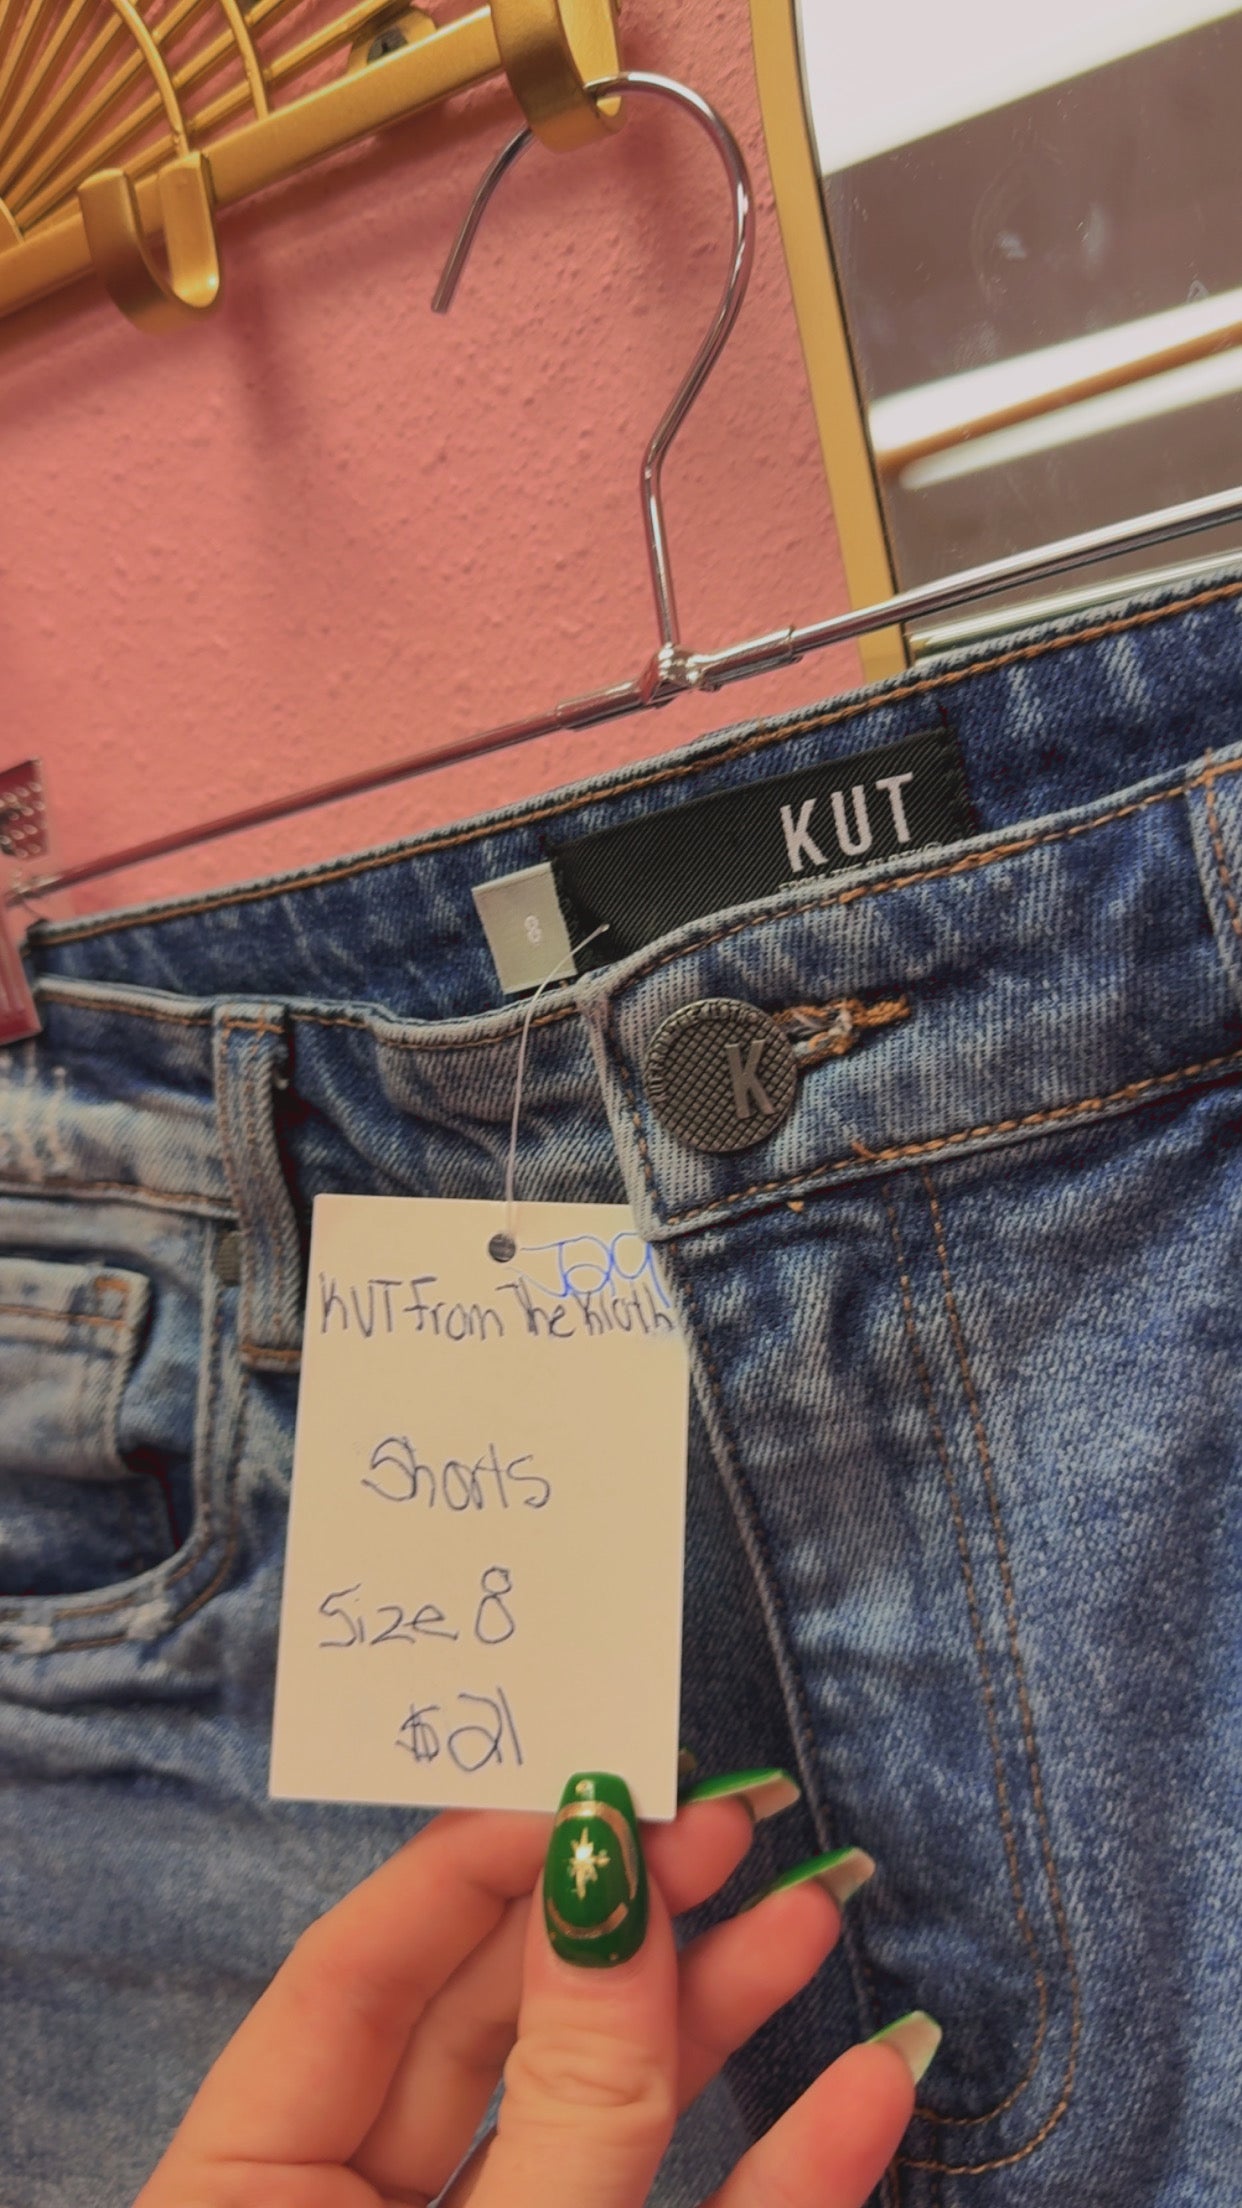 KUT
8
K
J29
KUT From The Kloth
Shorts
Size 8
$21